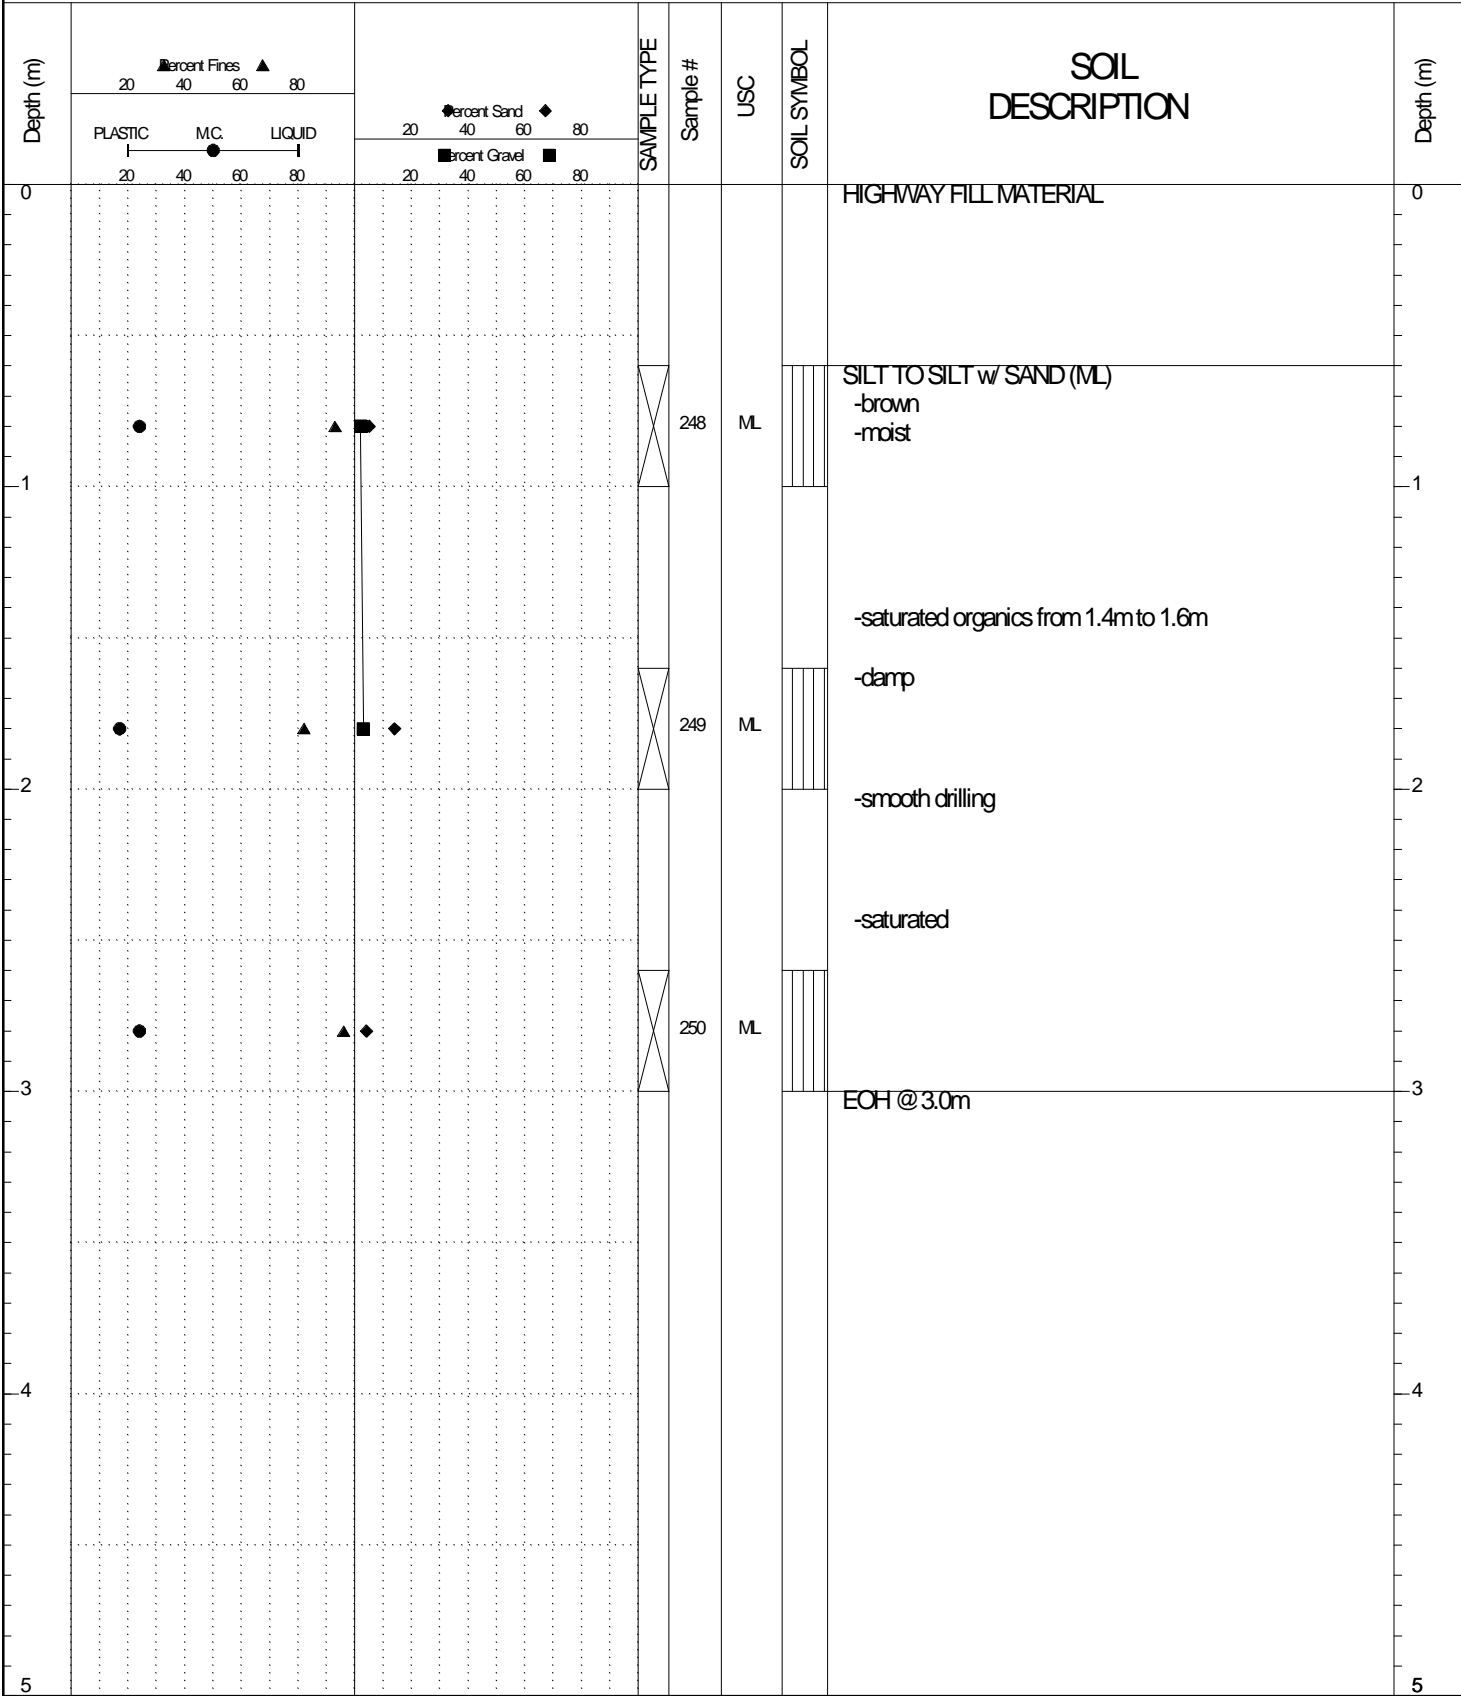 Depth (m)
Percent Fines
20 40 60 80
PLASTIC M.C. LIQUID
20 40 60 80
Percent Sand
20 40 60 80
Percent Gravel
20 40 60 80
SAMPLE TYPE
Sample #
USC
SOIL SYMBOL
SOIL
DESCRIPTION
Depth (m)
0 HIGHWAY FILL MATERIAL 0
SILT TO SILT w/ SAND (ML)
-brown
248 ML -moist
1 1
-saturated organics from 1.4m to 1.6m
-damp
249 ML
2 2
-smooth drilling
-saturated
250 ML
3 3
EOH @ 3.0m
4 4
5 5